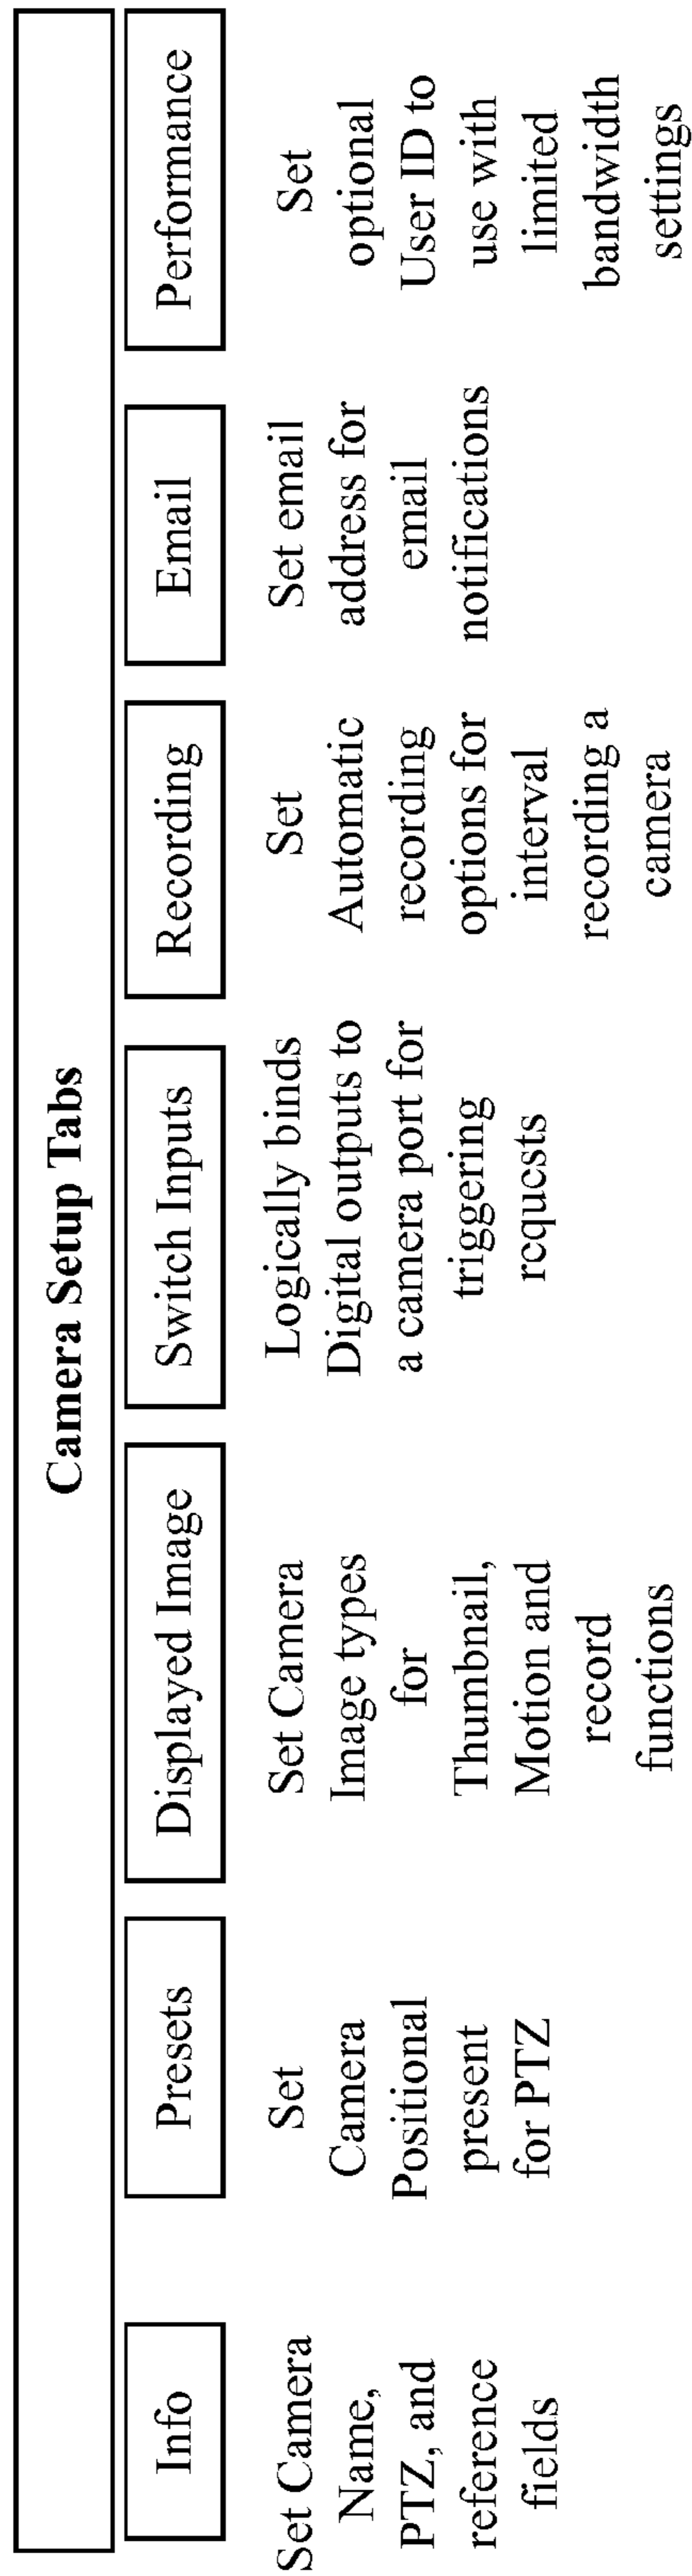 Camera Setup Tabs
Info
Set Camera
Name,
PTZ, and
reference
fields
Presets
Set
Camera
Positional
present
for PTZ
Displayed Image
Set Camera
Image types
for
Thumbnail,
Motion and
record
functions
Switch Inputs
Logically binds
Digital outputs to
a camera port for
triggering
requests
Recording
Set
Automatic
recording
options for
interval
recording a
camera
Email
Set email
address for
email
notifications
Performance
Set
optional
User ID to
use with
limited
bandwidth
settings